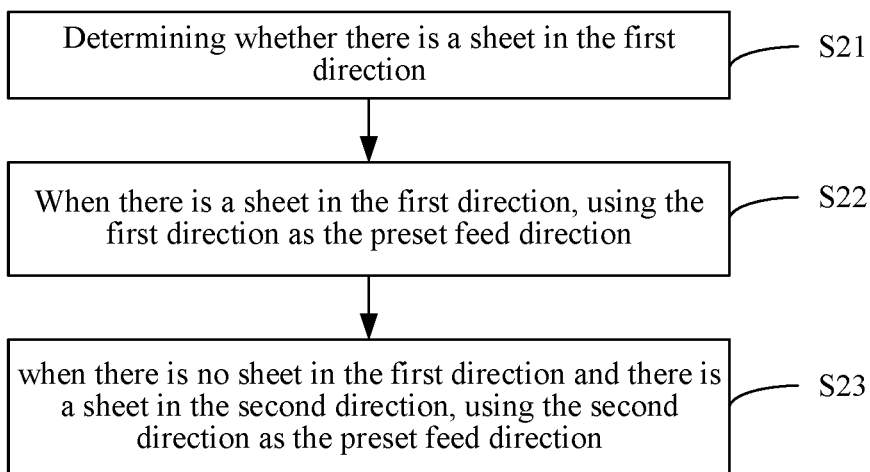 Determining whether there is a sheet in the first
direction
S21
When there is a sheet in the first direction, using the
first direction as the preset feed direction
S22
when there is no sheet in the first direction and there is
a sheet in the second direction, using the second
direction as the preset feed direction
S23